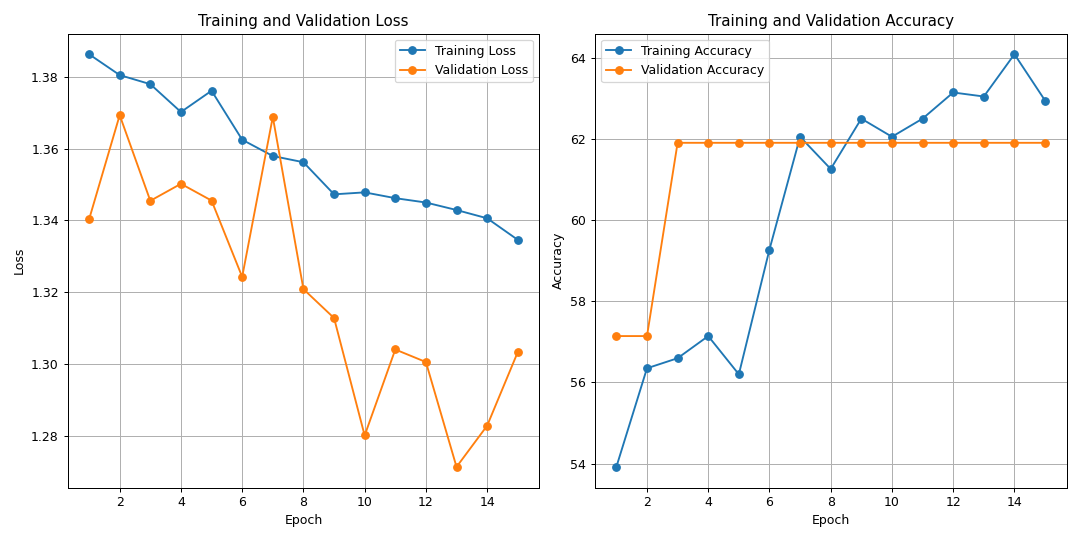 Training and Validation Loss
Training Loss
Validation Loss
1.38
1.36
1.34
1.32
1.30
1.28
Loss
2 4 6 8 10 12 14
Epoch
Training and Validation Accuracy
Training Accuracy
Validation Accuracy
64
62
60
58
56
54
Accuracy
2 4 6 8 10 12 14
Epoch